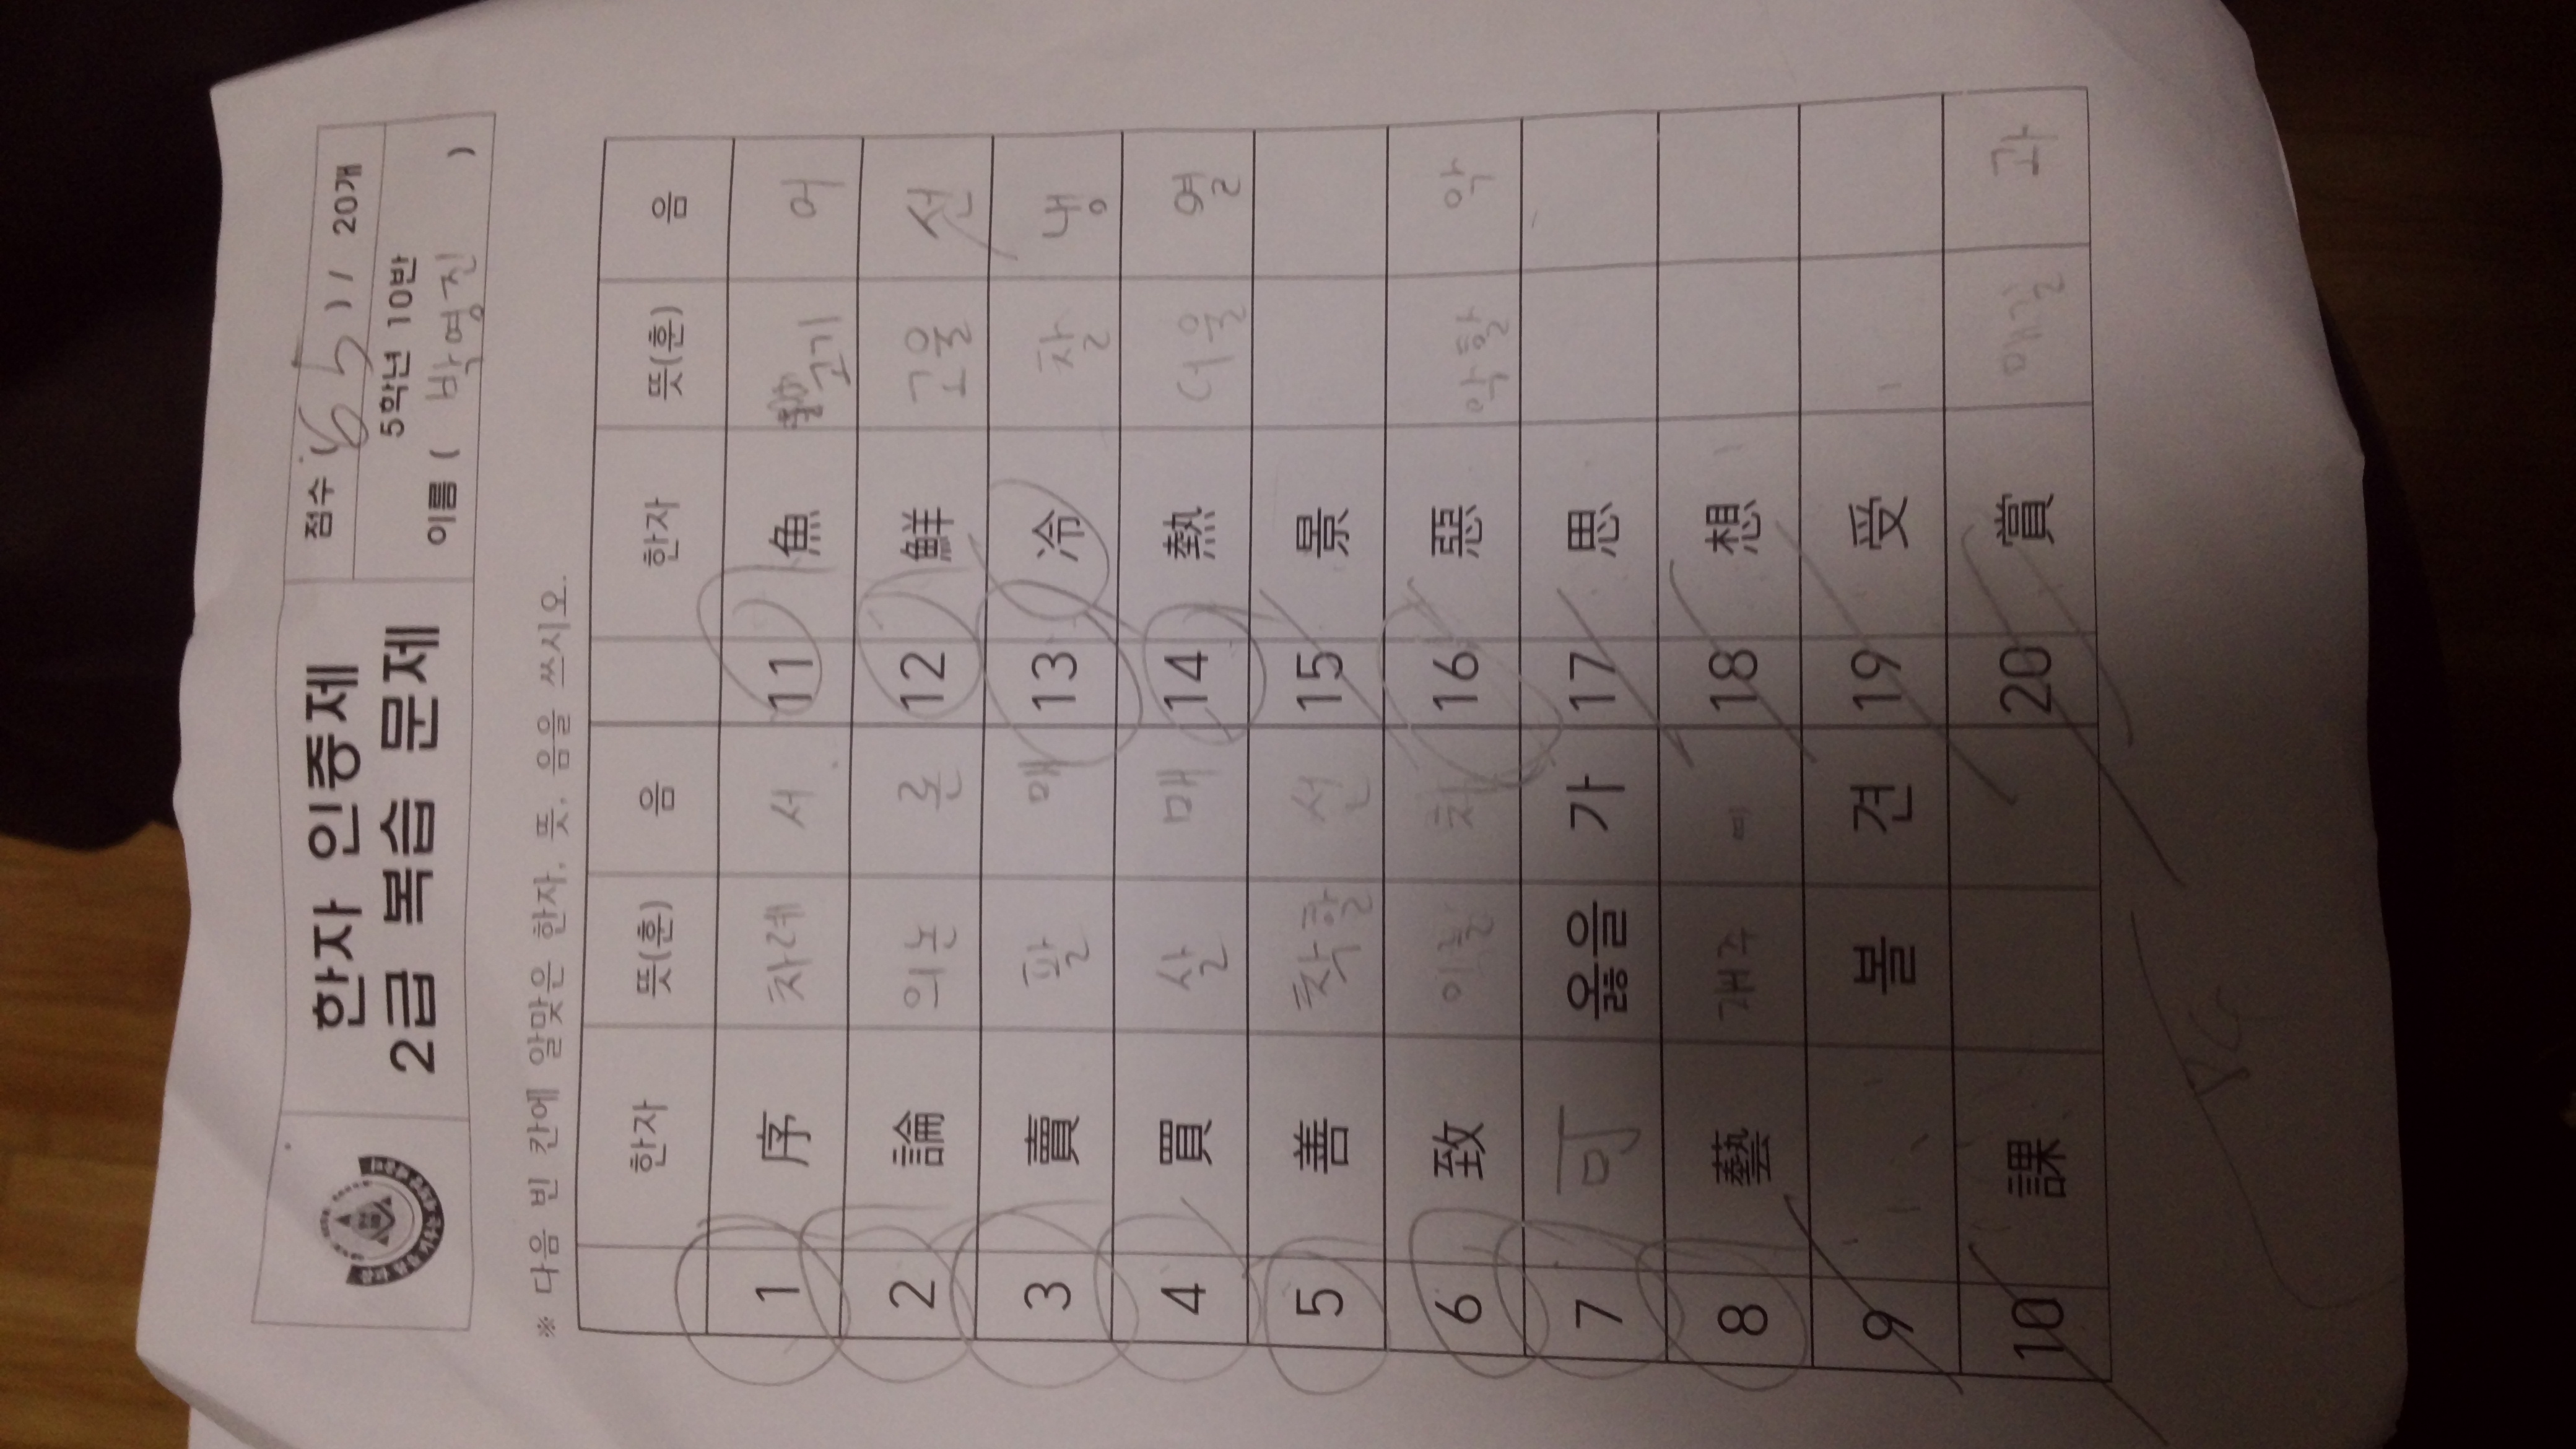 한자 인증제
2급 복습 문제
점수 ( 65 ) / 20개
5학년 10반
이름 ( 박영진 )
※ 다음 빈 칸에 알맞은 한자, 뜻, 음을 쓰시오.
한자 뜻(훈) 음 한자 뜻(훈) 음
1 序 차례 서 11 魚 고기 어
2 論 의논 론 12 鮮 고울 선
3 賣 팔 매 13 冷 찰 냉
4 買 살 매 14 熱 더울 열
5 善 착할 선 15 景
6 致 이룰 치 16 惡 악할 악
7 可 옳을 가 17 思
8 藝 재주 예 18 想
9 볼 견 19 受
10 課 20 賞 매길 과